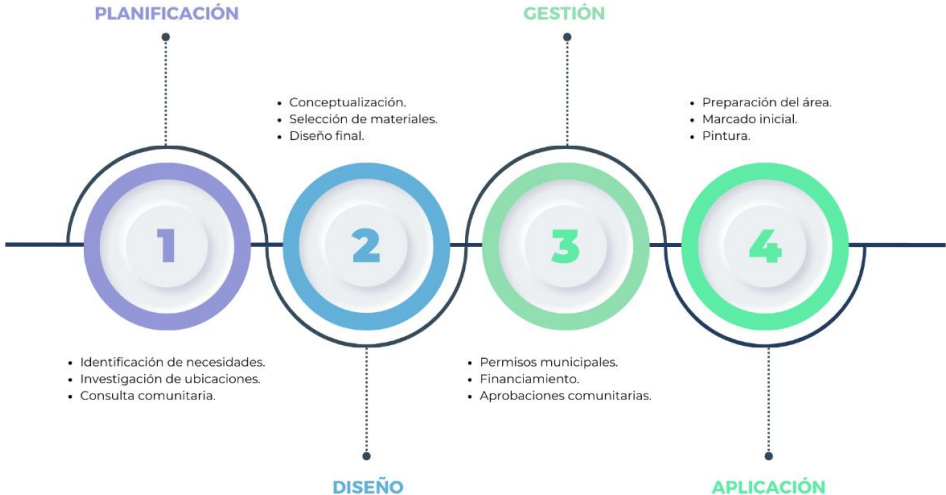 PLANIFICACIÓN
1
• Identificación de necesidades.
• Investigación de ubicaciones.
• Consulta comunitaria.
• Conceptualización.
• Selección de materiales.
• Diseño final.
2
DISEÑO
GESTIÓN
3
• Permisos municipales.
• Financiamiento.
• Aprobaciones comunitarias.
• Preparación del área.
• Marcado inicial.
• Pintura.
4
APLICACIÓN